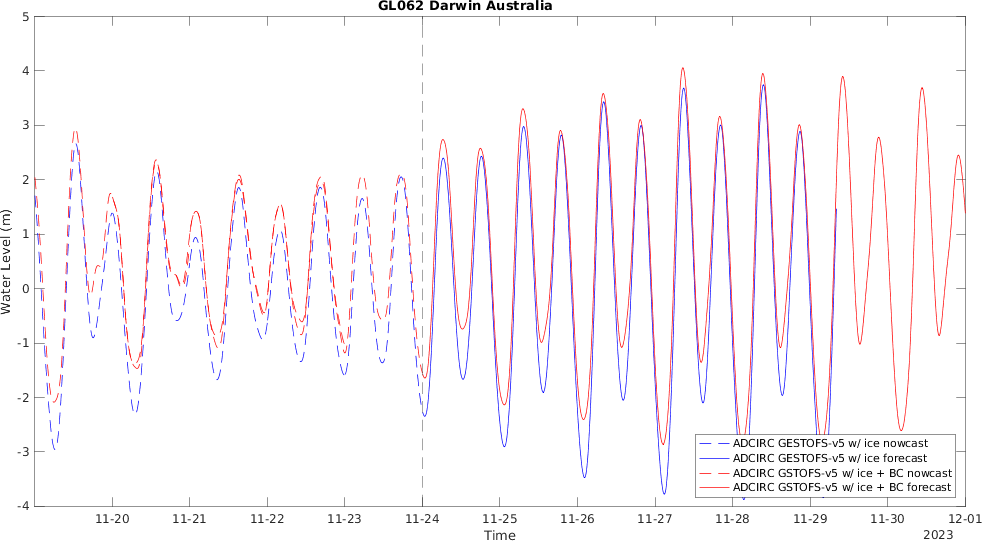 GL062 Darwin Australia
5
4
3
2
1
0
-1
-2
-3
-4
Water Level (m)
ADCIRC GESTOFS-v5 w/ ice nowcast
ADCIRC GESTOFS-v5 w/ ice forecast
ADCIRC GSTOFS-v5 w/ ice + BC nowcast
ADCIRC GSTOFS-v5 w/ ice + BC forecast
11-20 11-21 11-22 11-23 11-24 11-25 11-26 11-27 11-28 11-29 11-30 12-01
Time
2023